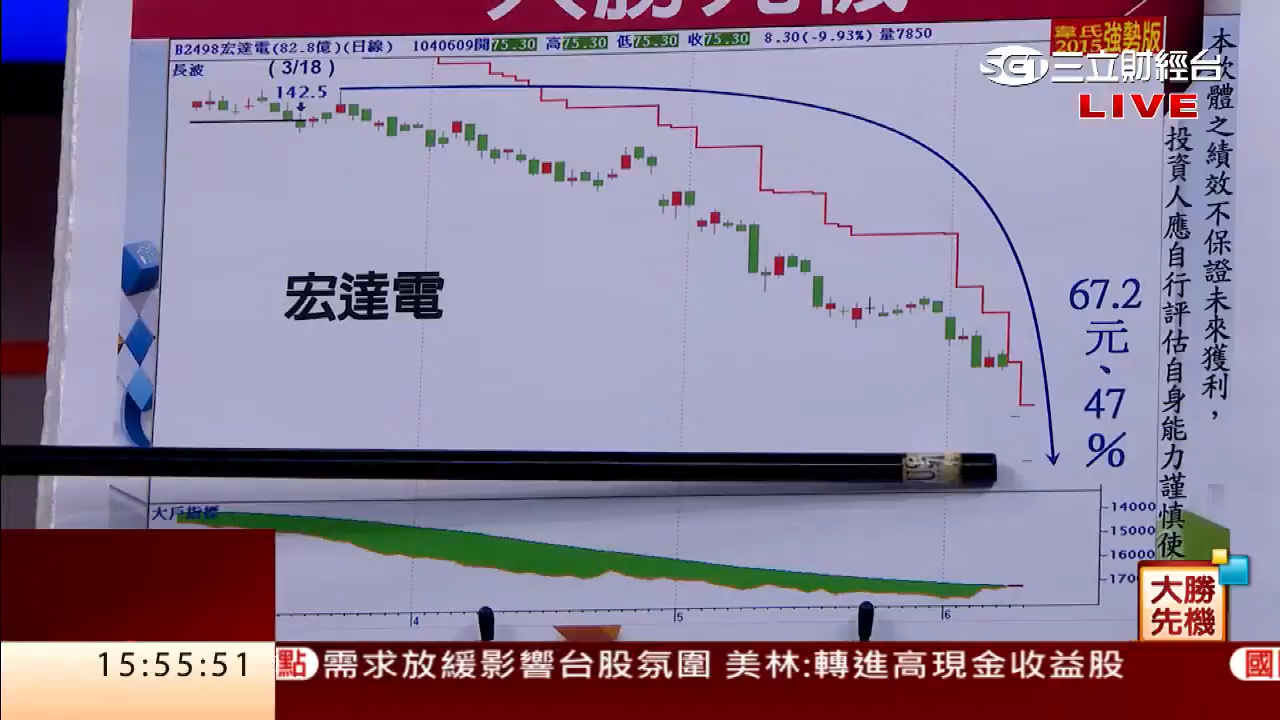 大勝先機
B2498宏達電(82.8億)(日線) 1040609開75.30 高75.30 低75.30 收75.30 8.30(-9.93%) 量7850
韋氏
2015強勢版
三立財經台
LIVE
長波
(3/18)
142.5
宏達電
67.2
元、
47
%
本軟體之績效不保證未來獲利，
投資人應自行評估自身能力謹慎使
大戶指標
14000
15000
16000
170
4
5
6
大勝
先機
15:55:51
點 需求放緩影響台股氛圍 美林:轉進高現金收益股
國